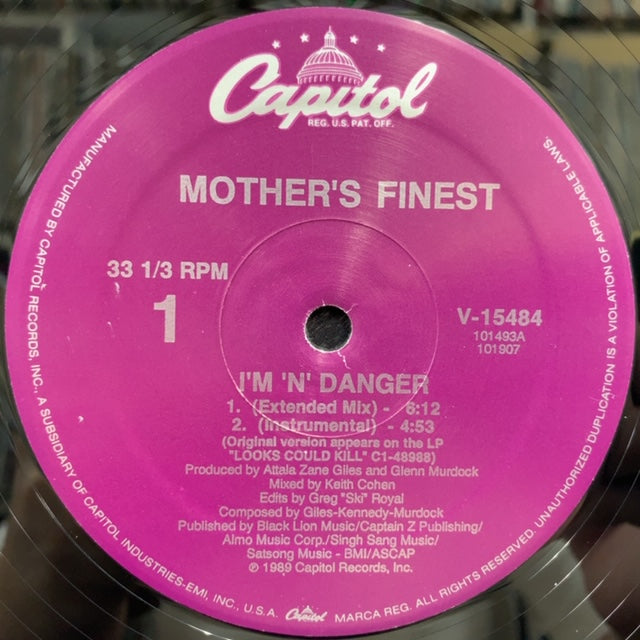 Capitol
REG. U.S. PAT. OFF.
MOTHER'S FINEST
33 1/3 RPM
1
V-15484
101493A
101907
I'M 'N' DANGER
1. (Extended Mix) - 6:12
2. (Instrumental) - 4:53
(Original version appears on the LP
"LOOKS COULD KILL" C1-48988)
Produced by Attala Zane Giles and Glenn Murdock
Mixed by Keith Cohen
Edits by Greg "Ski" Royal
Composed by Giles-Kennedy-Murdock
Published by Black Lion Music/Captain Z Publishing/
Almo Music Corp./Singh Sang Music/
Satsong Music - BMI/ASCAP
℗ 1989 Capitol Records, Inc.
MANUFACTURED BY CAPITOL RECORDS, INC., A SUBSIDIARY OF CAPITOL INDUSTRIES-EMI, INC., U.S.A. Capitol MARCA REG. ALL RIGHTS RESERVED. UNAUTHORIZED DUPLICATION IS A VIOLATION OF APPLICABLE LAWS.